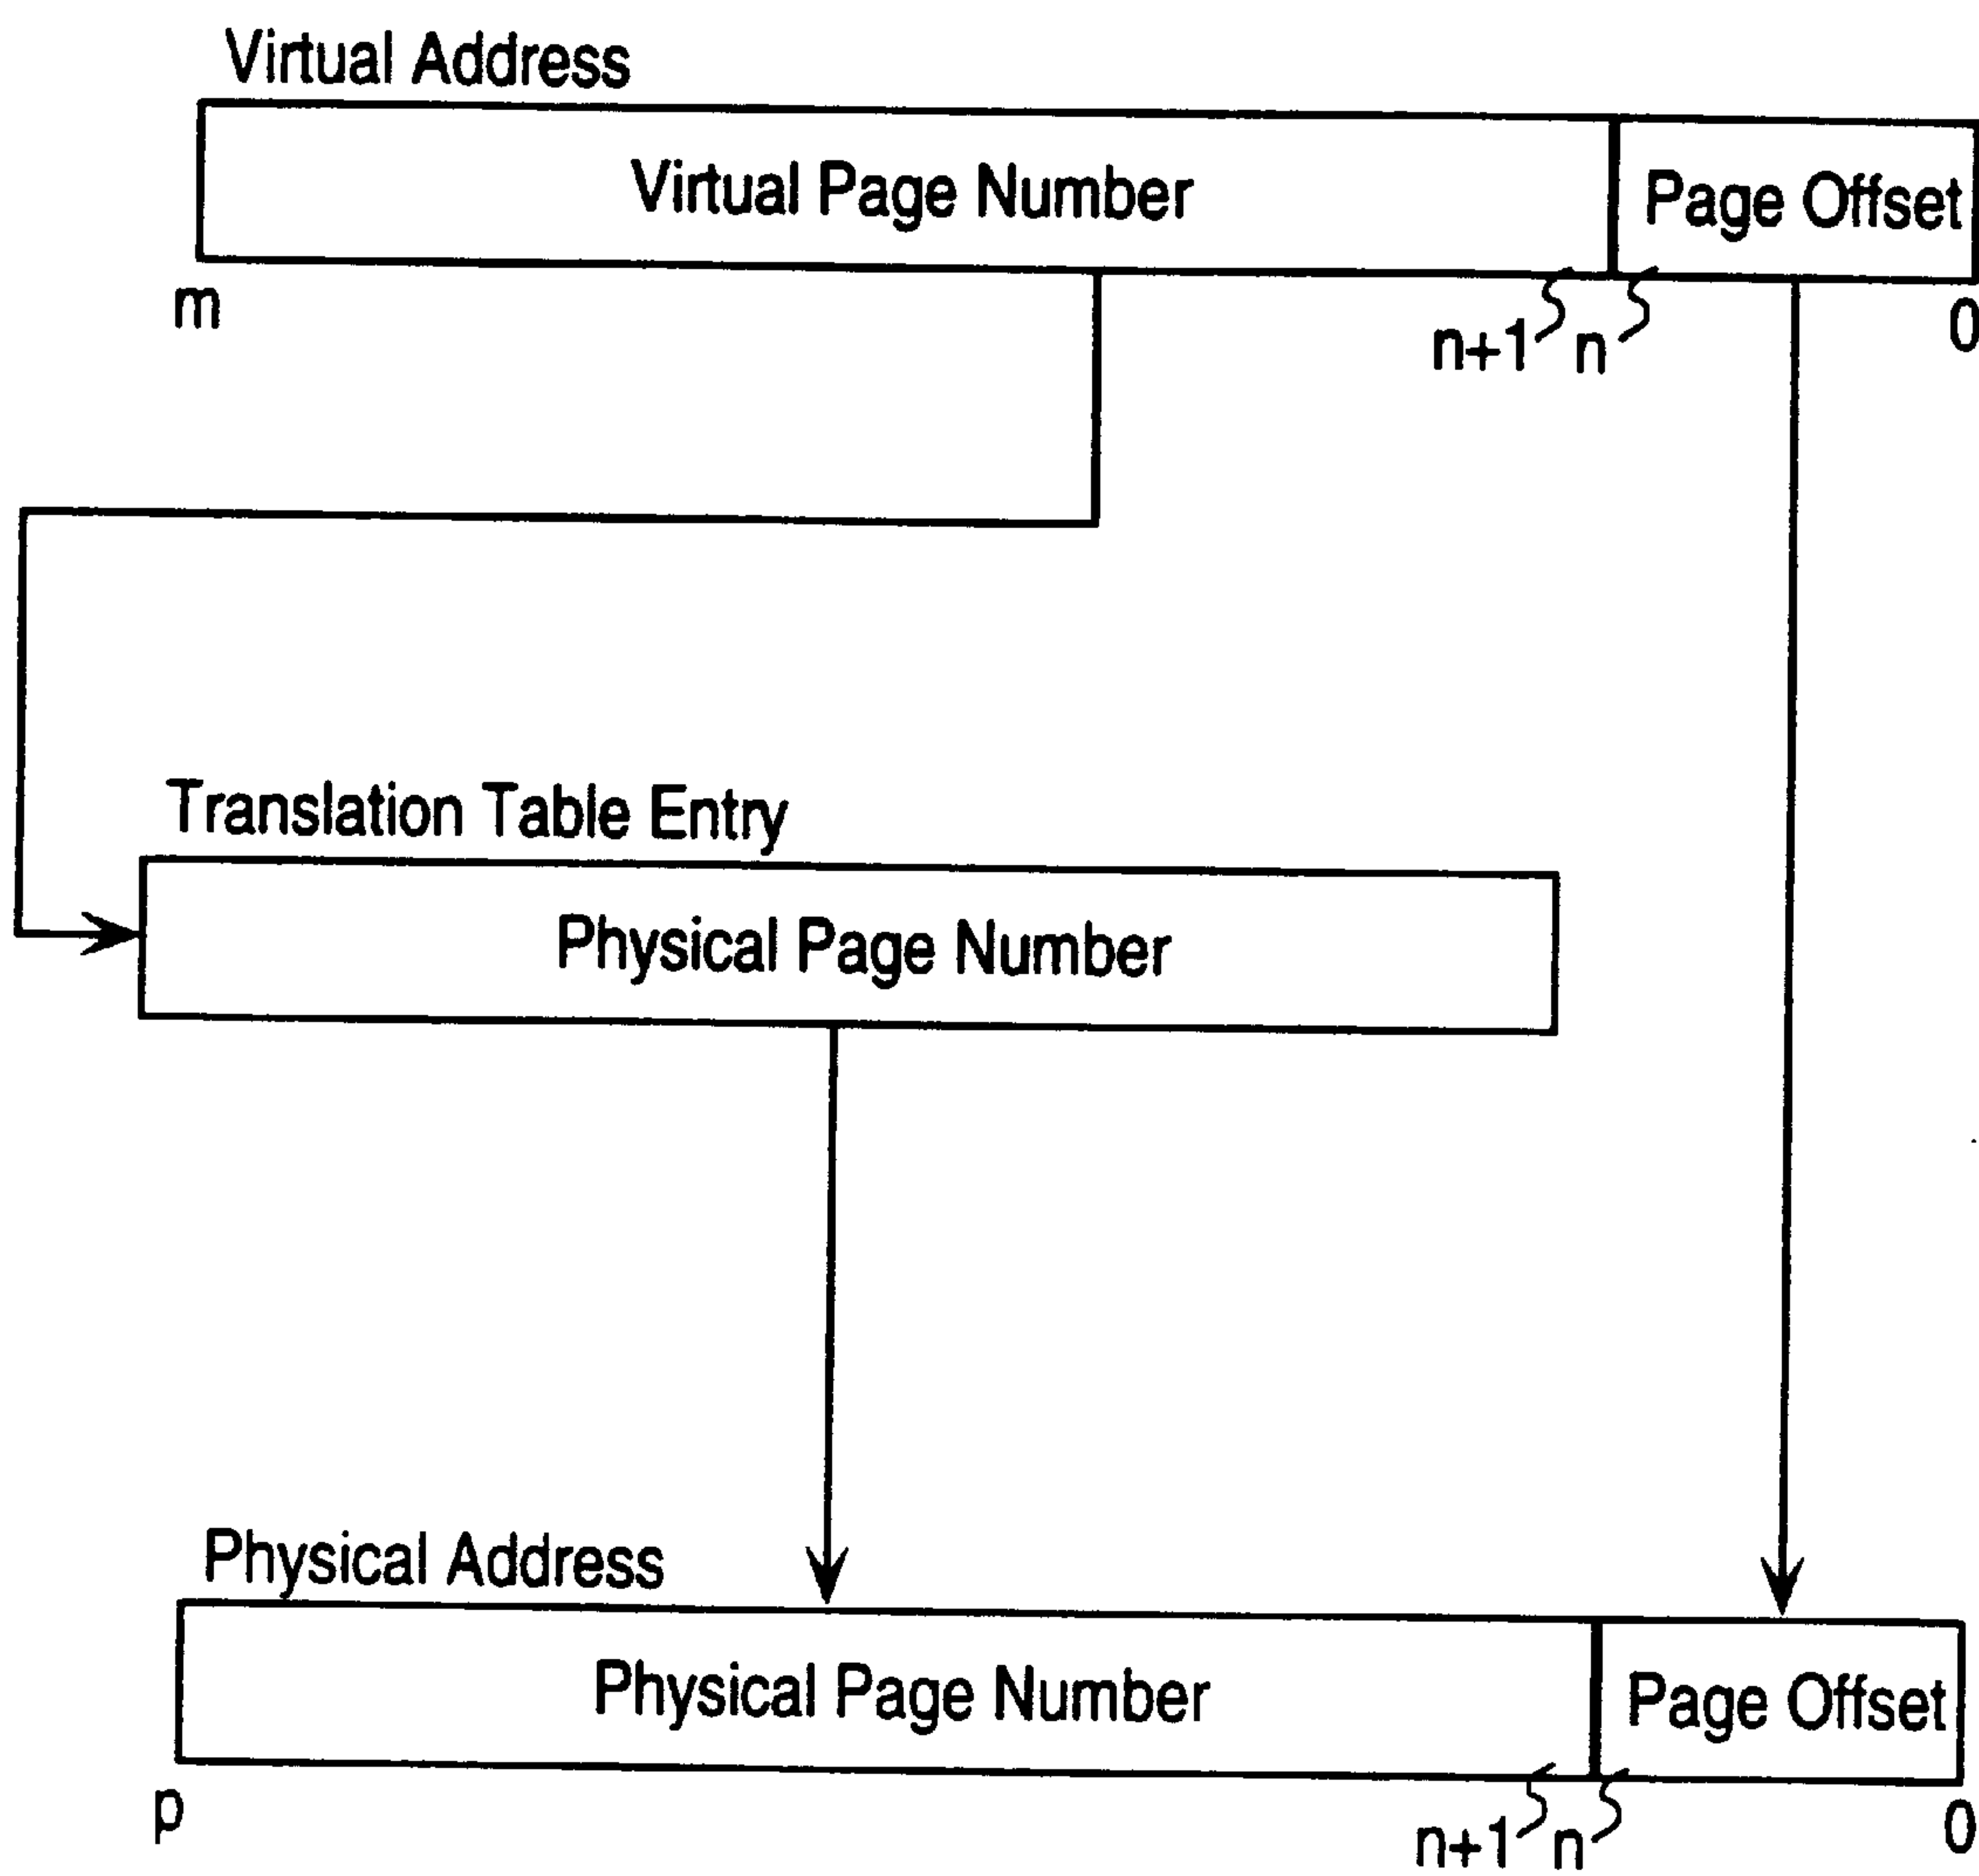 Virtual Address
Virtual Page Number Page Offset
m n+1 n 0
Translation Table Entry
Physical Page Number
Physical Address
Physical Page Number Page Offset
p n+1 n 0